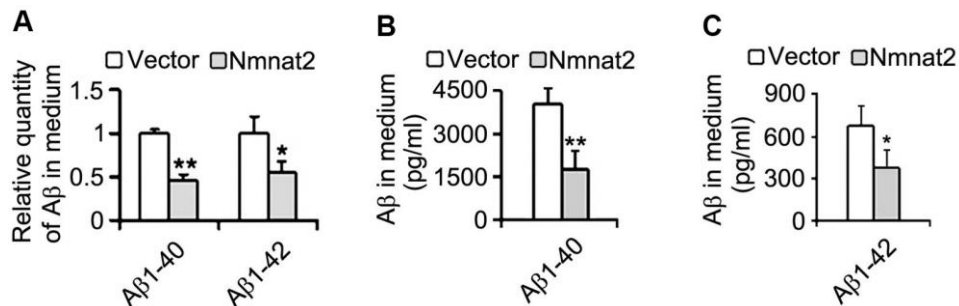 A
Vector Nmnat2
Relative quantity
of Aβ in medium
1.5
1
0.5
0
**
*
Aβ1-40
Aβ1-42
B
Vector Nmnat2
Aβ in medium
(pg/ml)
4500
3000
1500
0
**
Aβ1-40
C
Vector Nmnat2
Aβ in medium
(pg/ml)
900
600
300
0
*
Aβ1-42